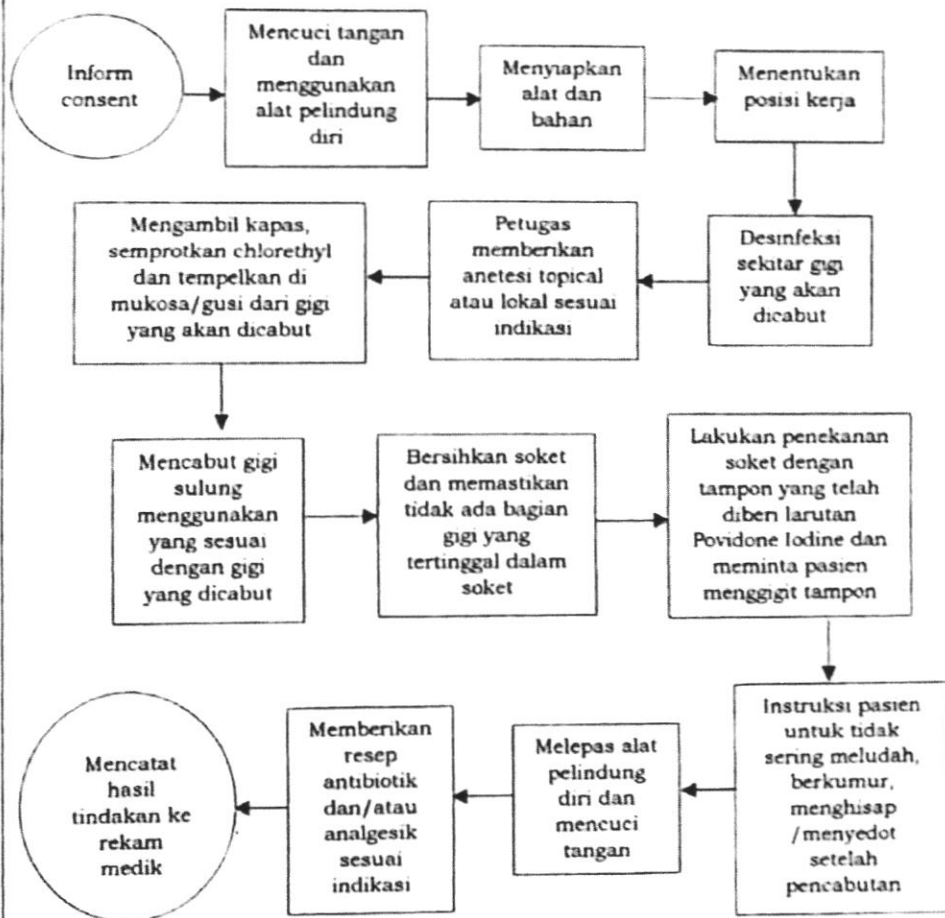 Inform
consent
Mencuci tangan
dan
menggunakan
alat pelindung
diri
Menyiapkan
alat dan
bahan
Menentukan
posisi kerja
Desinfeksi
sekitar gigi
yang akan
dicabut
Petugas
memberikan
anetesi topical
atau lokal sesuai
indikasi
Mengambil kapas,
semprotkan chlorethyl
dan tempelkan di
mukosa/gusi dari gigi
yang akan dicabut
Mencabut gigi
sulung
menggunakan
yang sesuai
dengan gigi
yang dicabut
Bersihkan soket
dan memastikan
tidak ada bagian
gigi yang
tertinggal dalam
soket
Lakukan penekanan
soket dengan
tampon yang telah
diberi larutan
Povidone Iodine dan
meminta pasien
menggigit tampon
Instruksi pasien
untuk tidak
sering meludah,
berkumur,
menghisap
/menyedot
setelah
pencabutan
Melepas alat
pelindung
diri dan
mencuci
tangan
Memberikan
resep
antibiotik
dan/atau
analgesik
sesuai
indikasi
Mencatat
hasil
tindakan ke
rekam
medik